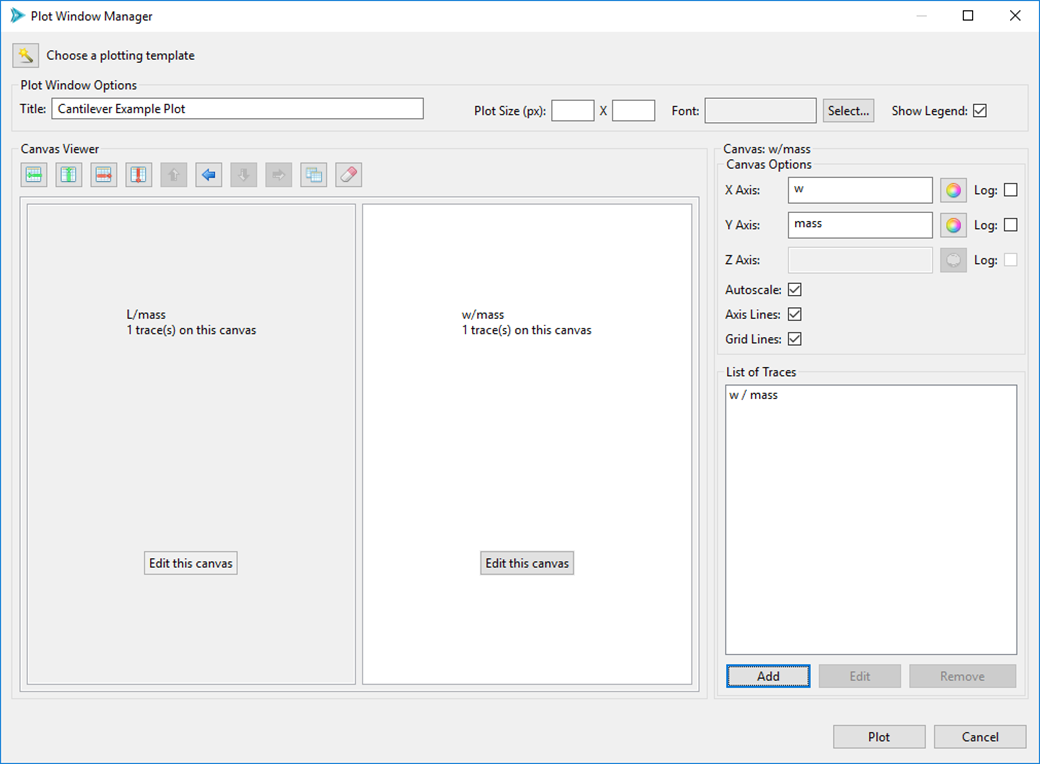 Plot Window Manager
Choose a plotting template
Plot Window Options
Title: Cantilever Example Plot Plot Size (px): X Font: Select... Show Legend:
Canvas Viewer
L/mass
1 trace(s) on this canvas
Edit this canvas
w/mass
1 trace(s) on this canvas
Edit this canvas
Canvas: w/mass
Canvas Options
X Axis: w Log:
Y Axis: mass Log:
Z Axis: Log:
Autoscale:
Axis Lines:
Grid Lines:
List of Traces
w / mass
Add Edit Remove
Plot Cancel